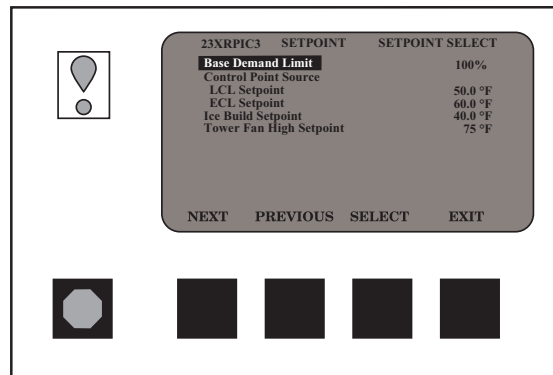 23XRPIC3 SETPOINT SETPOINT SELECT
Base Demand Limit 100%
Control Point Source
LCL Setpoint 50.0 °F
ECL Setpoint 60.0 °F
Ice Build Setpoint 40.0 °F
Tower Fan High Setpoint 75 °F
NEXT PREVIOUS SELECT EXIT